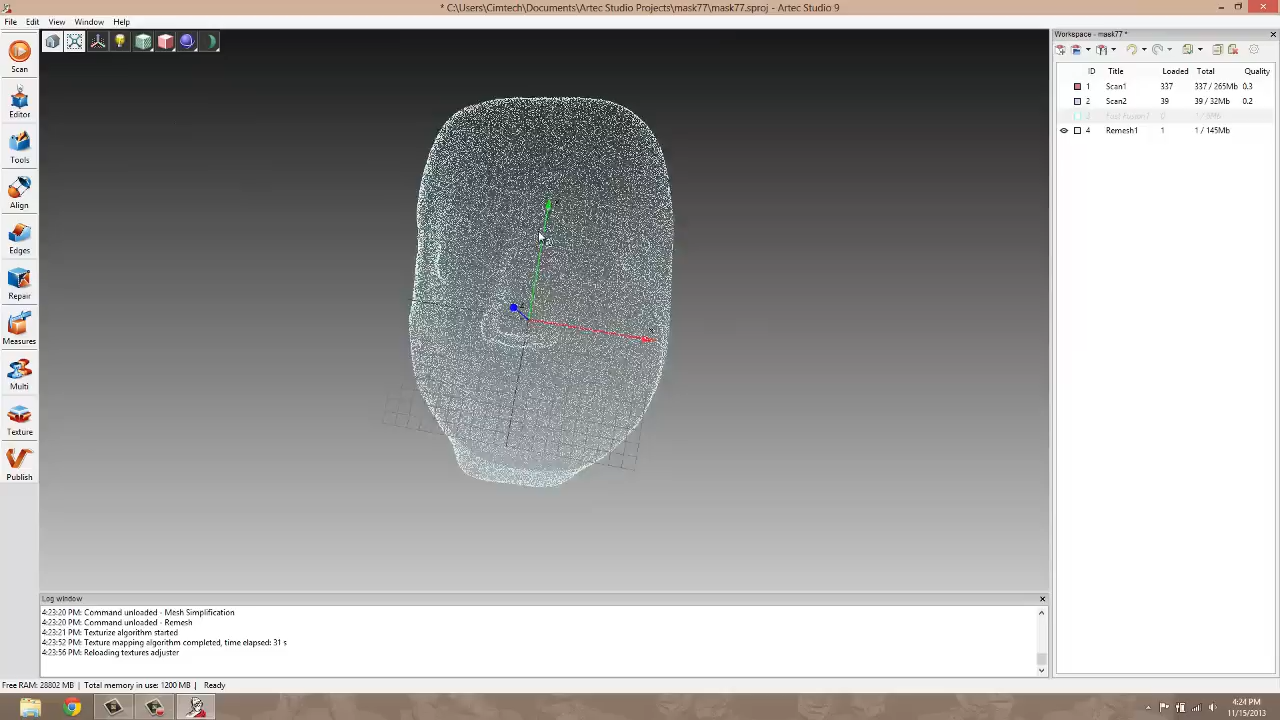 * C:\Users\Cimtech\Documents\Artec Studio Projects\mask77\mask77.sproj - Artec Studio 9
File Edit View Window Help
Workspace - mask77 *
Scan
Editor
Tools
Align
Edges
Repair
Measures
Multi
Texture
Publish
ID Title Loaded Total Quality
1 Scan1 337 337 / 265Mb 0.3
2 Scan2 39 39 / 32Mb 0.2
4 Remesh1 1 1 / 145Mb
Log window
4:23:20 PM: Command unloaded - Mesh Simplification
4:23:20 PM: Command unloaded - Remesh
4:23:21 PM: Texturize algorithm started
4:23:52 PM: Texture mapping algorithm completed, time elapsed: 31 s
4:23:56 PM: Reloading textures adjuster
Free RAM: 28802 MB Total memory in use: 1200 MB Ready
4:24 PM
11/15/2013